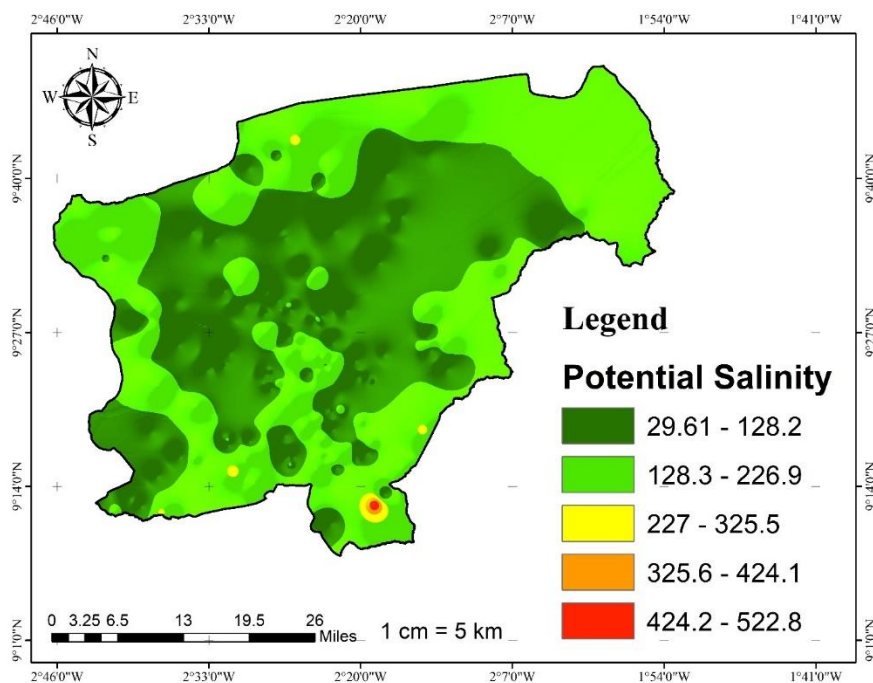 2°46'0"W 2°33'0"W 2°20'0"W 2°70'0"W 1°54'0"W 1°41'0"W
N
W E
S
9°40'0"N 9°40'0"N
9°27'0"N 9°27'0"N
9°14'0"N 9°14'0"N
9°1'0"N 9°1'0"N
Legend
Potential Salinity
29.61 - 128.2
128.3 - 226.9
227 - 325.5
325.6 - 424.1
424.2 - 522.8
0 3.25 6.5 13 19.5 26
Miles
1 cm = 5 km
2°46'0"W 2°33'0"W 2°20'0"W 2°70'0"W 1°54'0"W 1°41'0"W